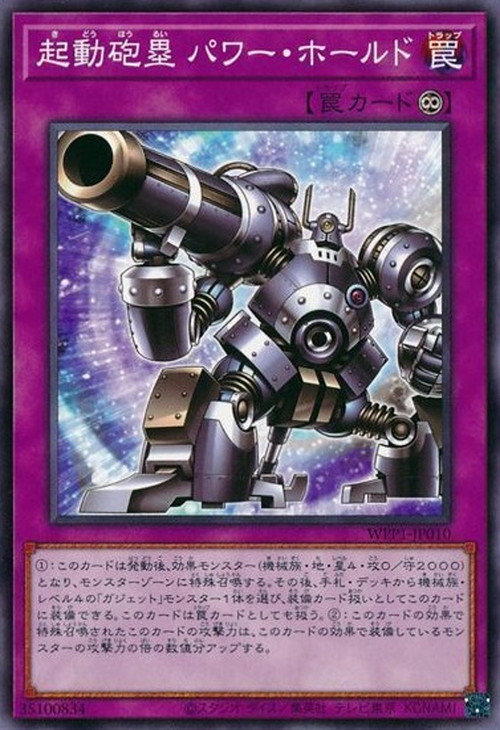 起動砲塁 パワー・ホールド 罠
【罠カード】
WPP1-JP010
①:このカードは発動後、効果モンスター(機械族・地・星4・攻0/守2000)
となり、モンスターゾーンに特殊召喚する。その後、手札・デッキから機械族・
レベル4の「ガジェット」モンスター1体を選び、装備カード扱いとしてこのカード
に装備できる。このカードは罠カードとしても扱う。②:このカードの効果で
特殊召喚されたこのカードの攻撃力は、このカードの効果で装備しているモン
スターの攻撃力の倍の数値分アップする。
35100834 ©スタジオ・ダイス/集英社・テレビ東京・KONAMI